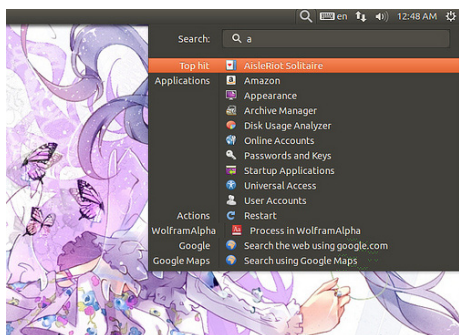 en 12:48 AM
Search: a
Top hit AisleRiot Solitaire
Applications Amazon
Appearance
Archive Manager
Disk Usage Analyzer
Online Accounts
Passwords and Keys
Startup Applications
Universal Access
User Accounts
Actions Restart
WolframAlpha Process in WolframAlpha
Google Search the web using google.com
Google Maps Search using Google Maps